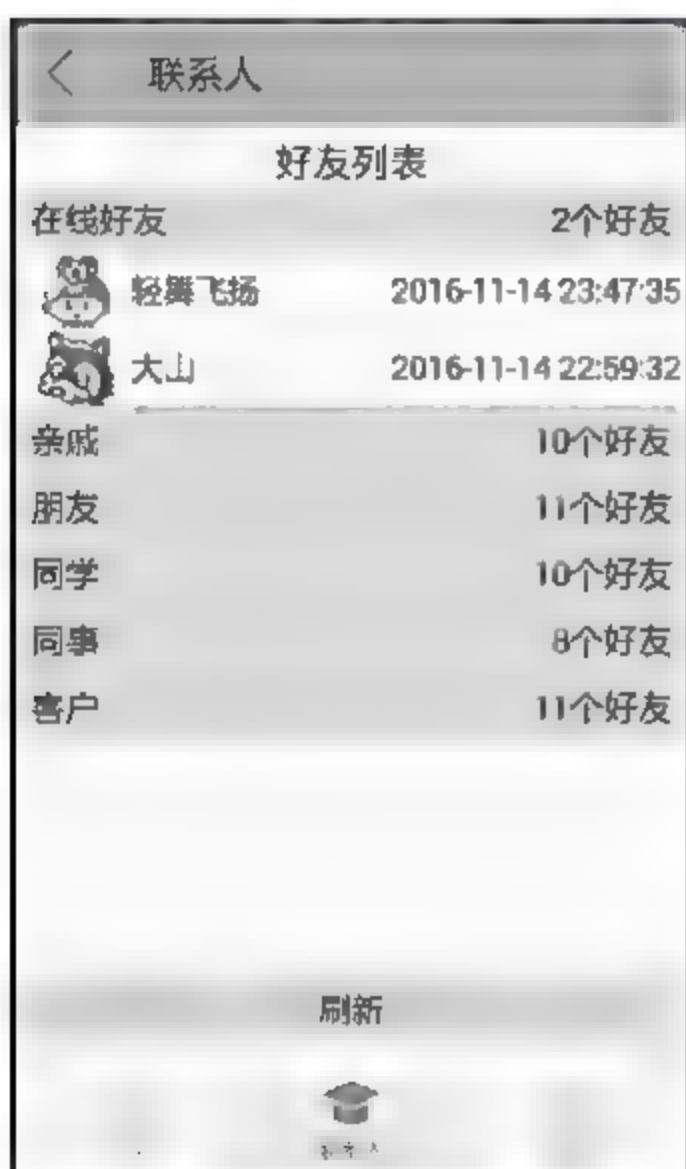 联系人
好友列表
在线好友 2个好友
轻舞飞扬 2016-11-14 23:47:35
大山 2016-11-14 22:59:32
亲戚 10个好友
朋友 11个好友
同学 10个好友
同事 8个好友
客户 11个好友
刷新